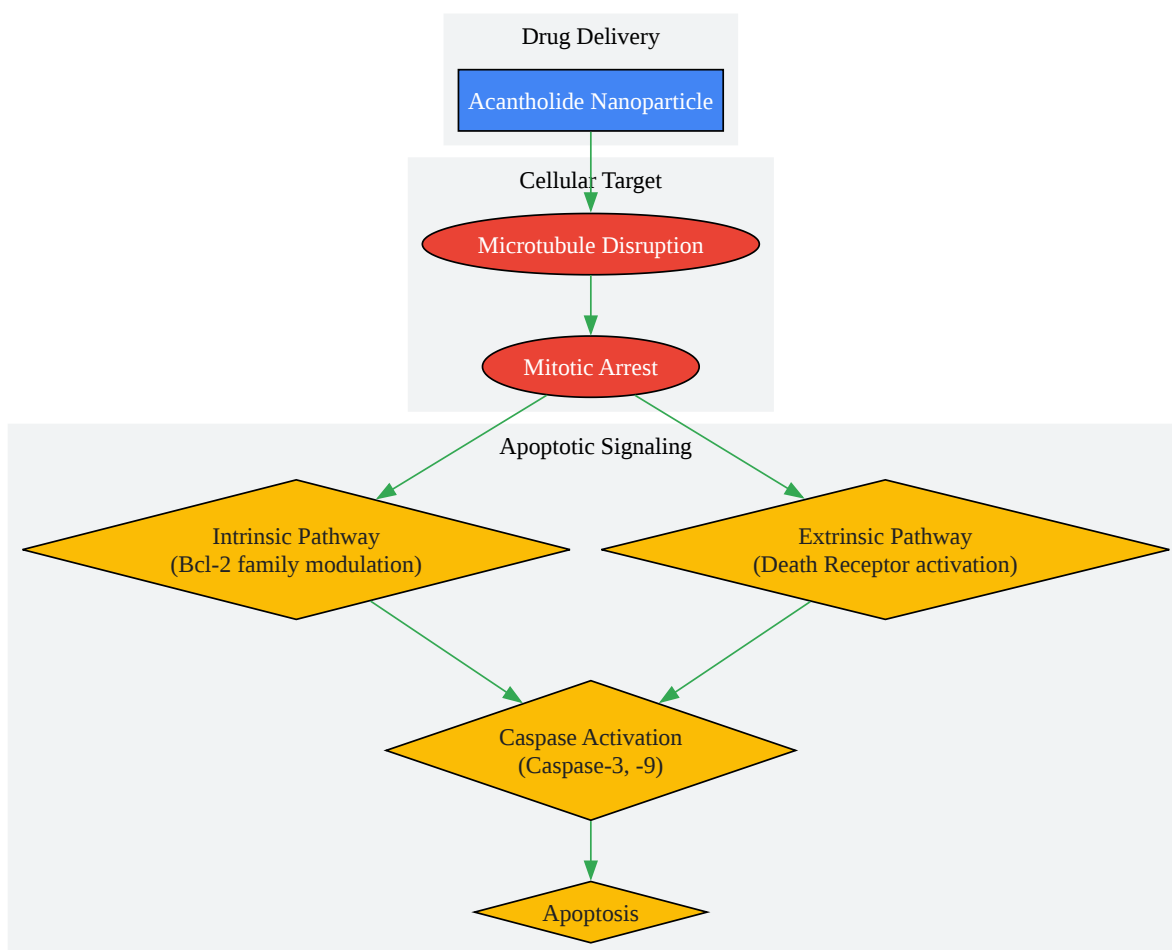 Drug Delivery
Acantholide Nanoparticle
Cellular Target
Microtubule Disruption
Mitotic Arrest
Apoptotic Signaling
Intrinsic Pathway
(Bcl-2 family modulation)
Extrinsic Pathway
(Death Receptor activation)
Caspase Activation
(Caspase-3, -9)
Apoptosis